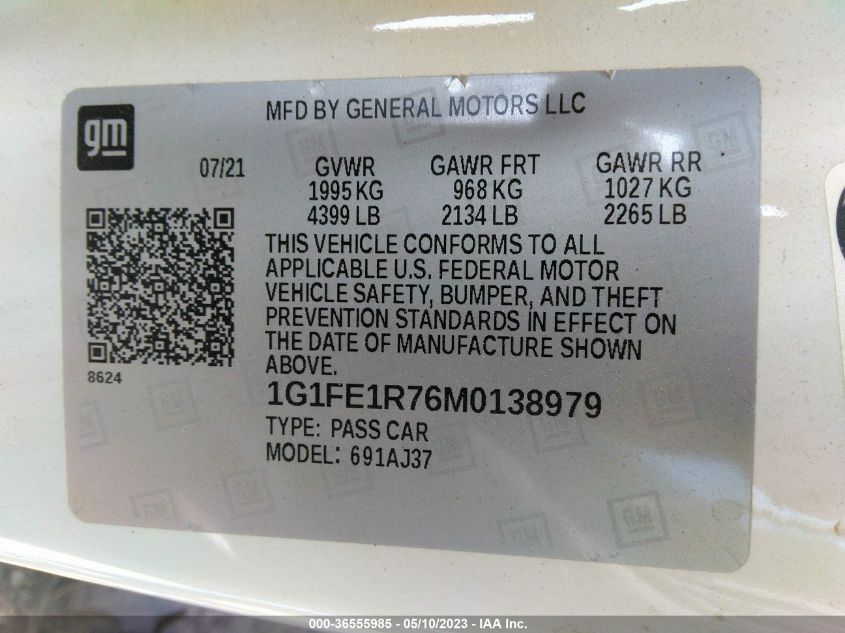 gm
MFD BY GENERAL MOTORS LLC
07/21 GVWR GAWR FRT GAWR RR
1995 KG 968 KG 1027 KG
4399 LB 2134 LB 2265 LB
THIS VEHICLE CONFORMS TO ALL
APPLICABLE U.S. FEDERAL MOTOR
VEHICLE SAFETY, BUMPER, AND THEFT
PREVENTION STANDARDS IN EFFECT ON
THE DATE OF MANUFACTURE SHOWN
ABOVE.
8624
1G1FE1R76M0138979
TYPE: PASS CAR
MODEL: 691AJ37
GM GM GM
000-36555985 - 05/10/2023 - IAA Inc.